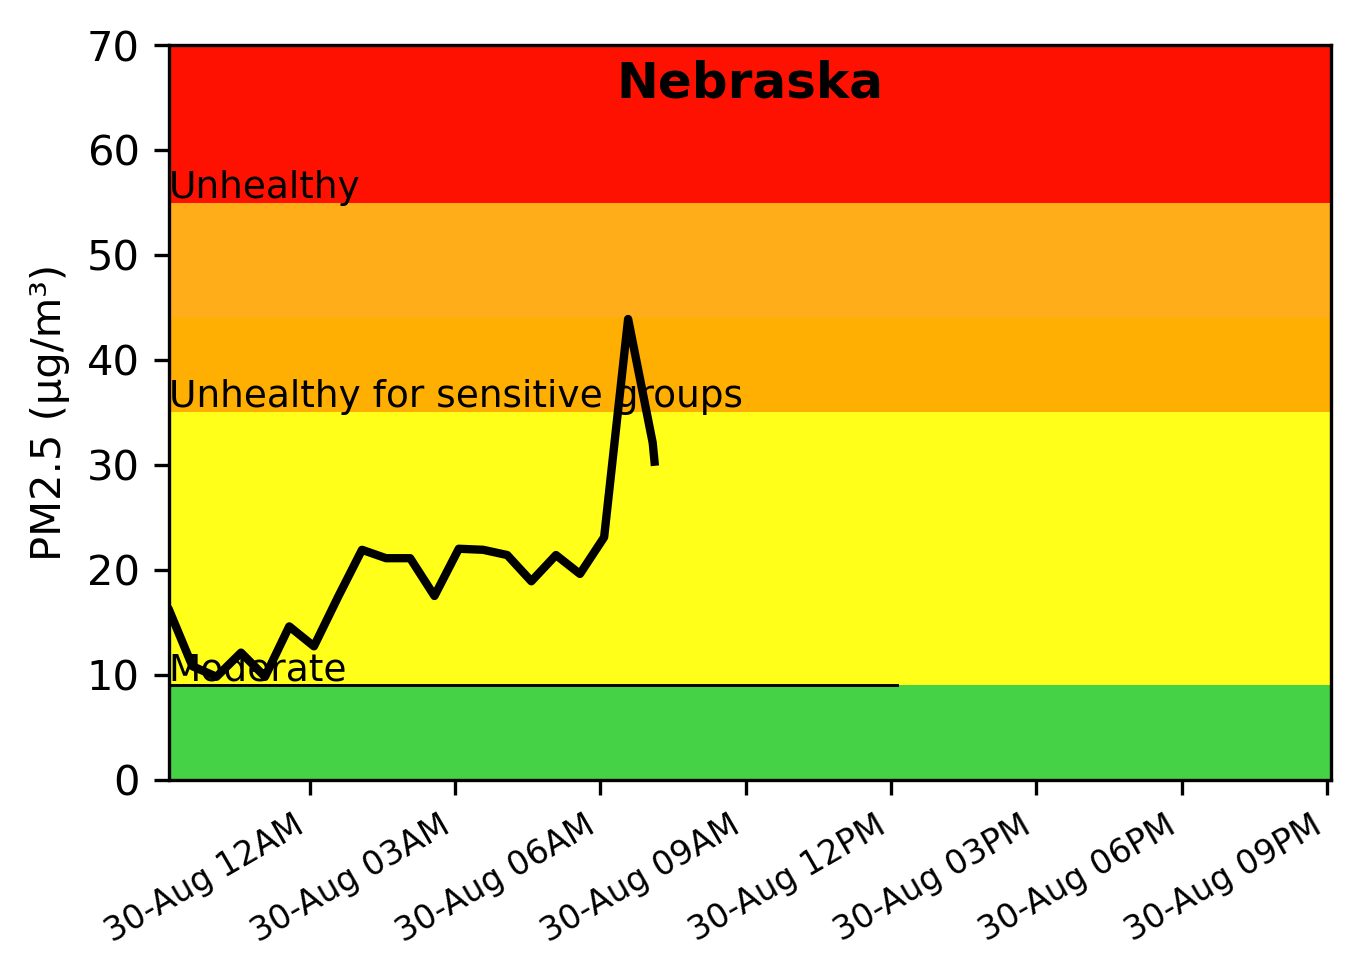 Nebraska
70
60
50
40
30
20
10
0
PM2.5 (µg/m³)
Unhealthy
Unhealthy for sensitive groups
Moderate
30-Aug 12AM
30-Aug 03AM
30-Aug 06AM
30-Aug 09AM
30-Aug 12PM
30-Aug 03PM
30-Aug 06PM
30-Aug 09PM